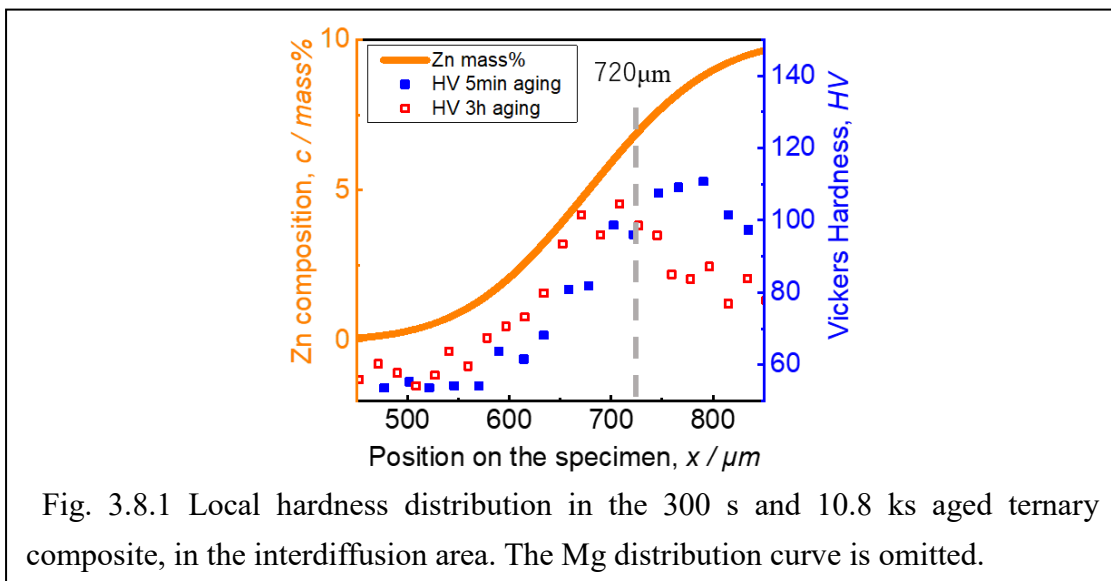 10
5
0
Zn composition, c / mass%
Zn mass%
HV 5min aging
HV 3h aging
720μm
140
120
100
80
60
Vickers Hardness, HV
500 600 700 800
Position on the specimen, x / μm
Fig. 3.8.1 Local hardness distribution in the 300 s and 10.8 ks aged ternary
composite, in the interdiffusion area. The Mg distribution curve is omitted.